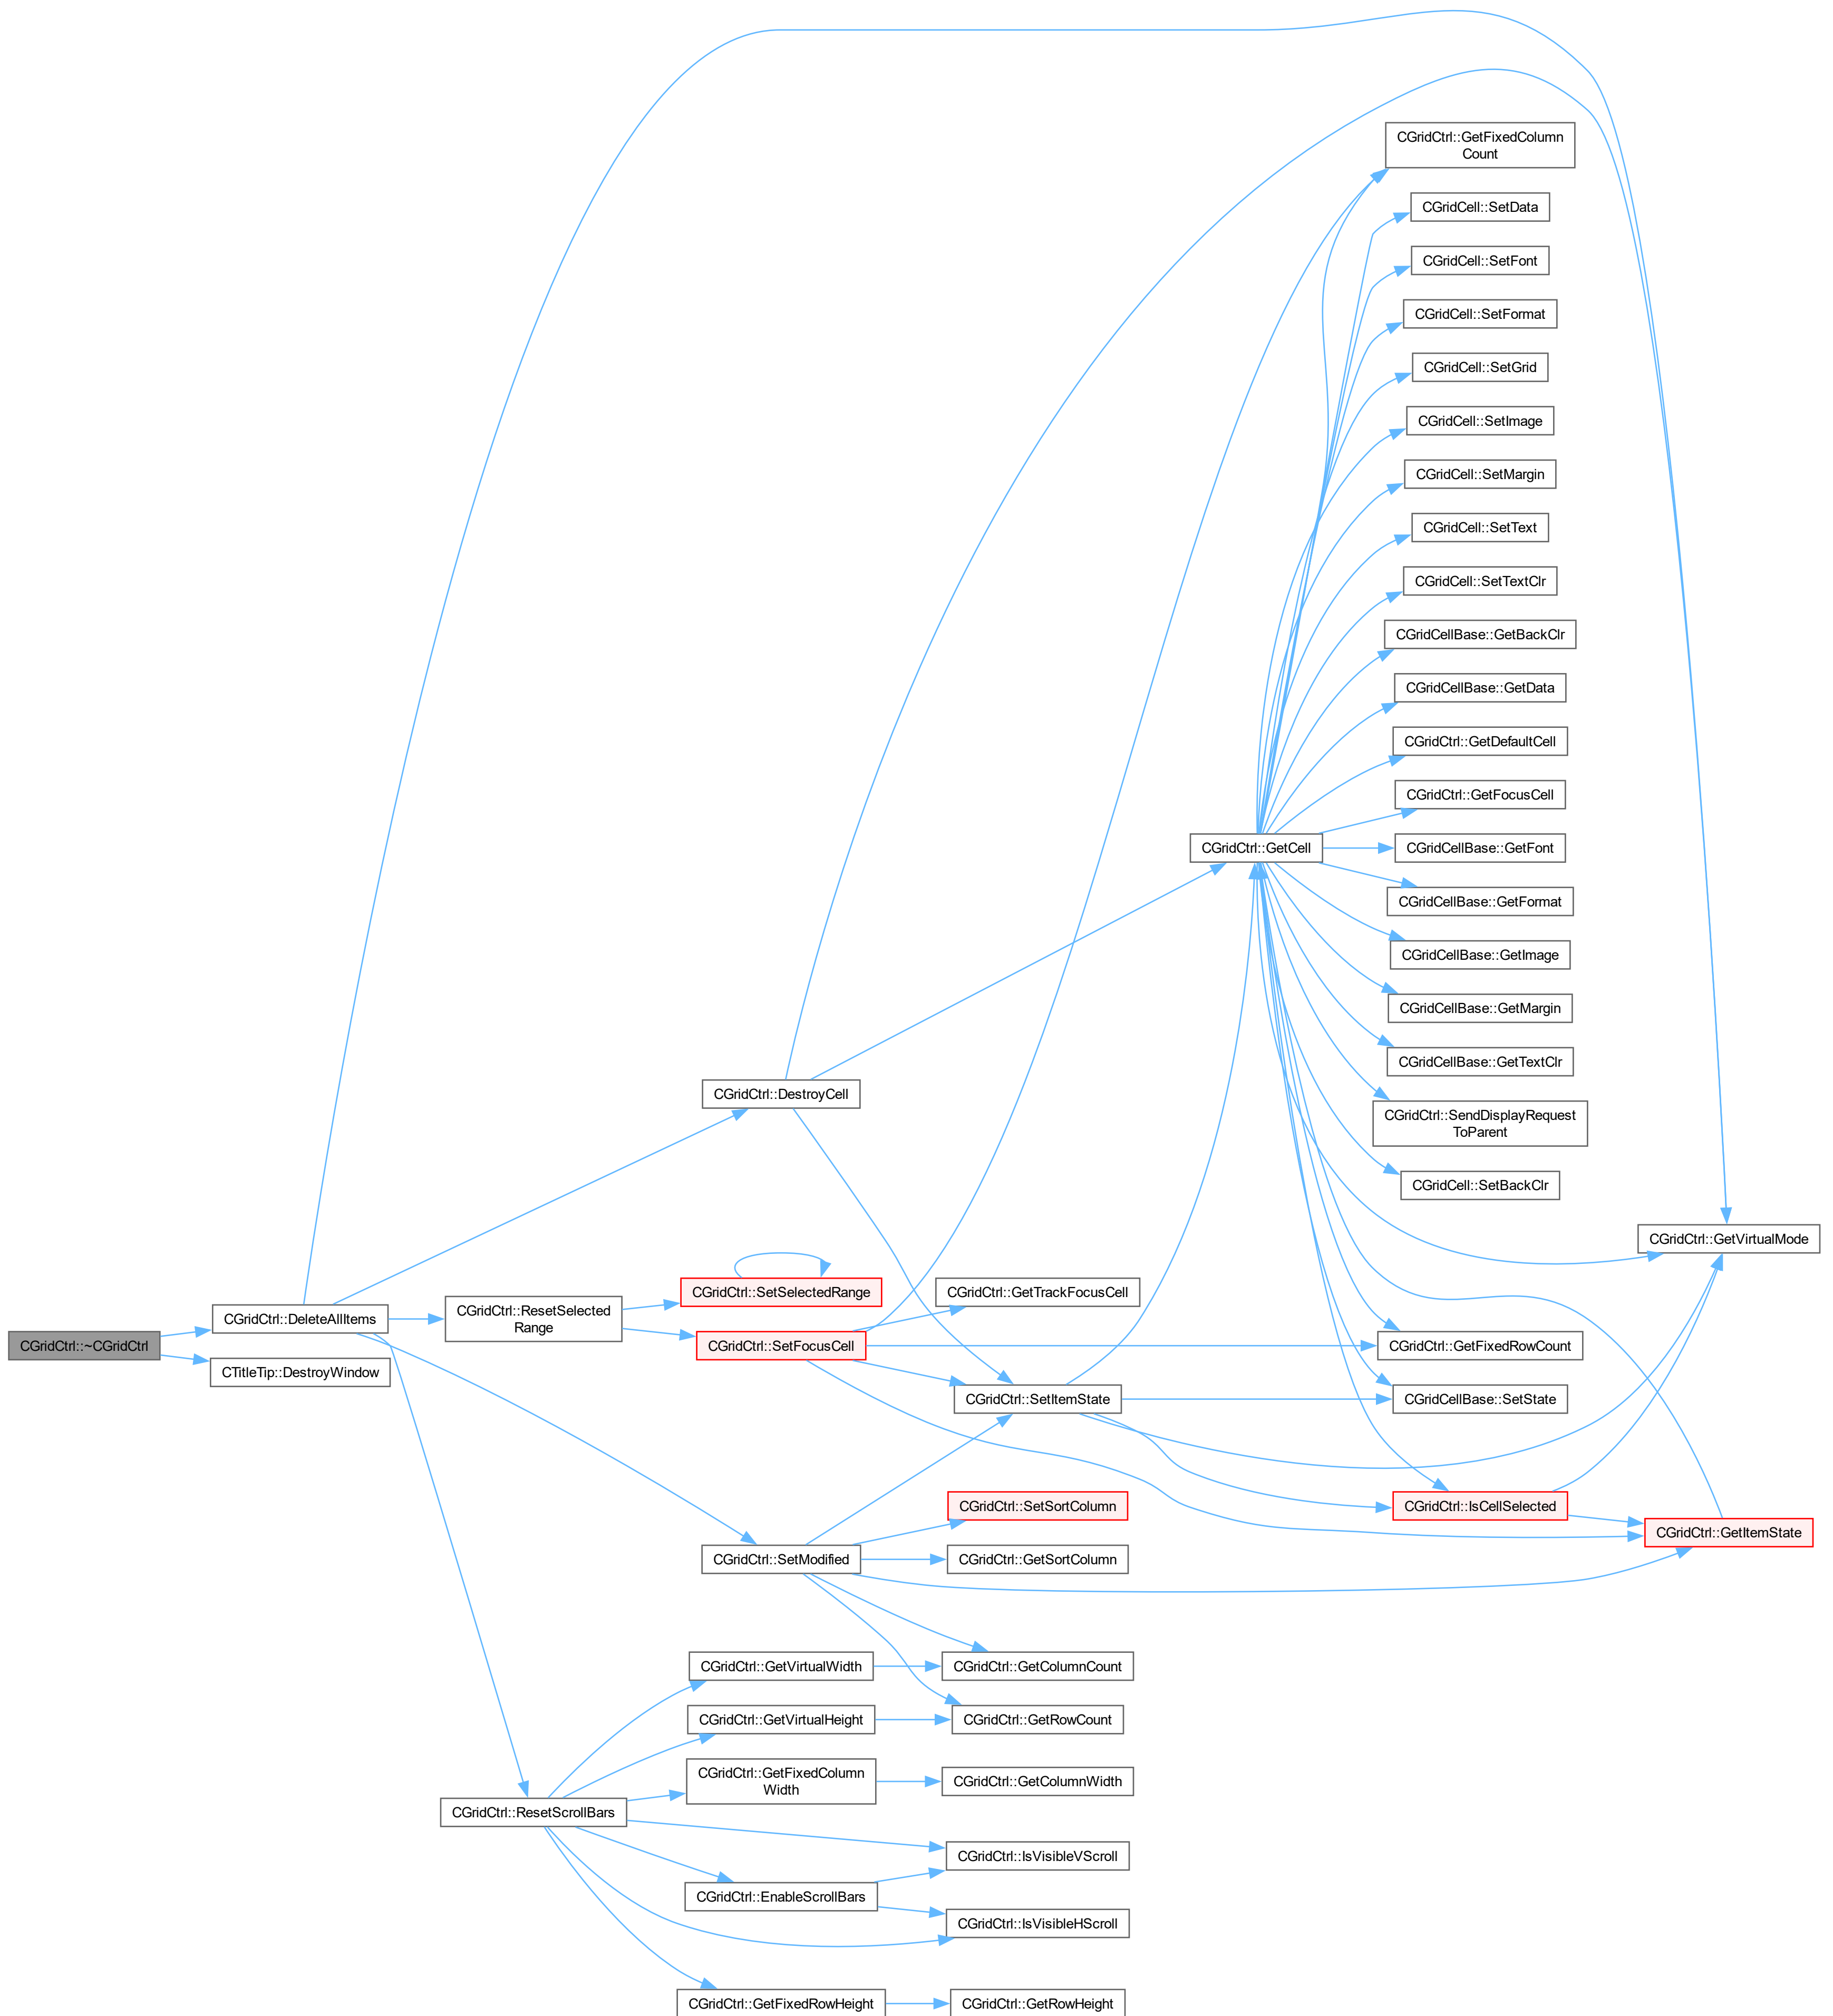 CGridCtrl::~CGridCtrl
CGridCtrl::DeleteAllItems
CTitleTip::DestroyWindow
CGridCtrl::ResetSelected
Range
CGridCtrl::ResetScrollBars
CGridCtrl::DestroyCell
CGridCtrl::SetSelectedRange
CGridCtrl::SetFocusCell
CGridCtrl::SetModified
CGridCtrl::GetVirtualWidth
CGridCtrl::GetVirtualHeight
CGridCtrl::GetFixedColumn
Width
CGridCtrl::EnableScrollBars
CGridCtrl::GetFixedRowHeight
CGridCtrl::GetTrackFocusCell
CGridCtrl::SetItemState
CGridCtrl::SetSortColumn
CGridCtrl::GetSortColumn
CGridCtrl::GetColumnCount
CGridCtrl::GetRowCount
CGridCtrl::GetColumnWidth
CGridCtrl::IsVisibleVScroll
CGridCtrl::IsVisibleHScroll
CGridCtrl::GetRowHeight
CGridCtrl::GetCell
CGridCtrl::GetFixedColumn
Count
CGridCell::SetData
CGridCell::SetFont
CGridCell::SetFormat
CGridCell::SetGrid
CGridCell::SetImage
CGridCell::SetMargin
CGridCell::SetText
CGridCell::SetTextClr
CGridCellBase::GetBackClr
CGridCellBase::GetData
CGridCtrl::GetDefaultCell
CGridCtrl::GetFocusCell
CGridCellBase::GetFont
CGridCellBase::GetFormat
CGridCellBase::GetImage
CGridCellBase::GetMargin
CGridCellBase::GetTextClr
CGridCtrl::SendDisplayRequest
ToParent
CGridCell::SetBackClr
CGridCtrl::GetFixedRowCount
CGridCellBase::SetState
CGridCtrl::IsCellSelected
CGridCtrl::GetVirtualMode
CGridCtrl::GetItemState